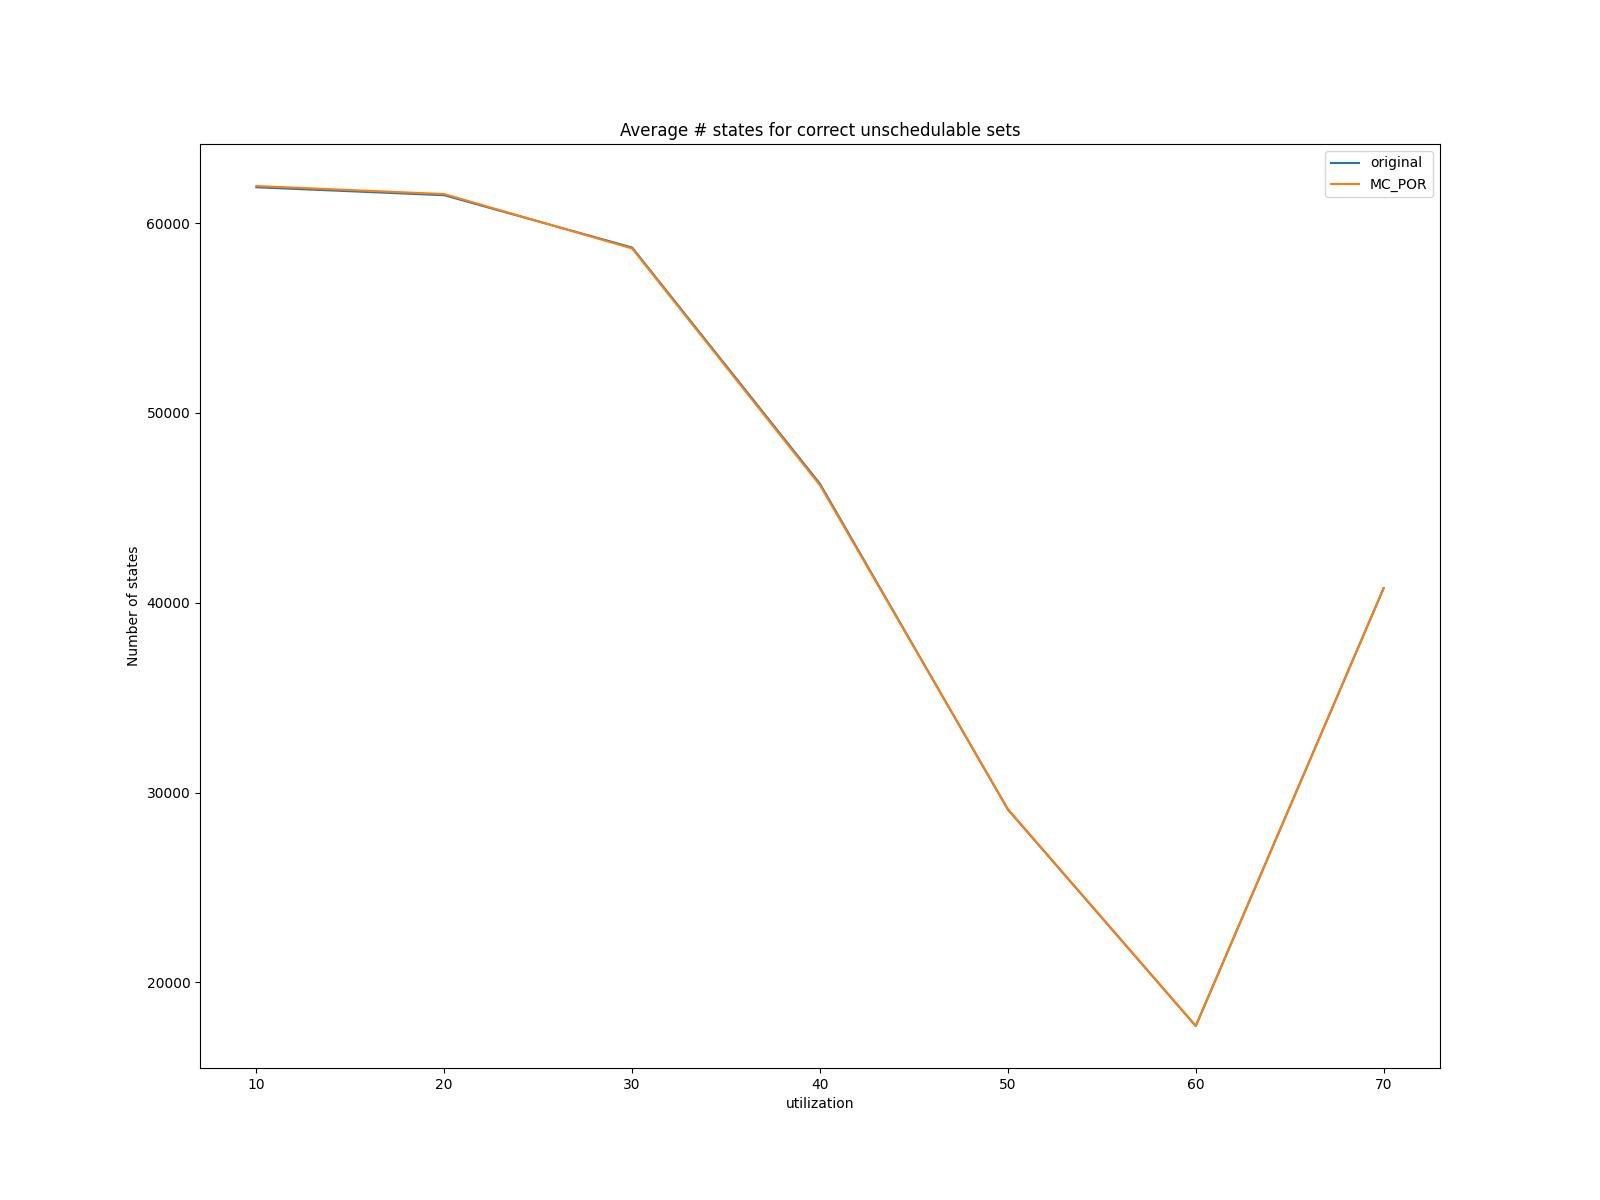 Average # states for correct unschedulable sets
original
MC_POR
60000
50000
40000
30000
20000
Number of states
10 20 30 40 50 60 70
utilization